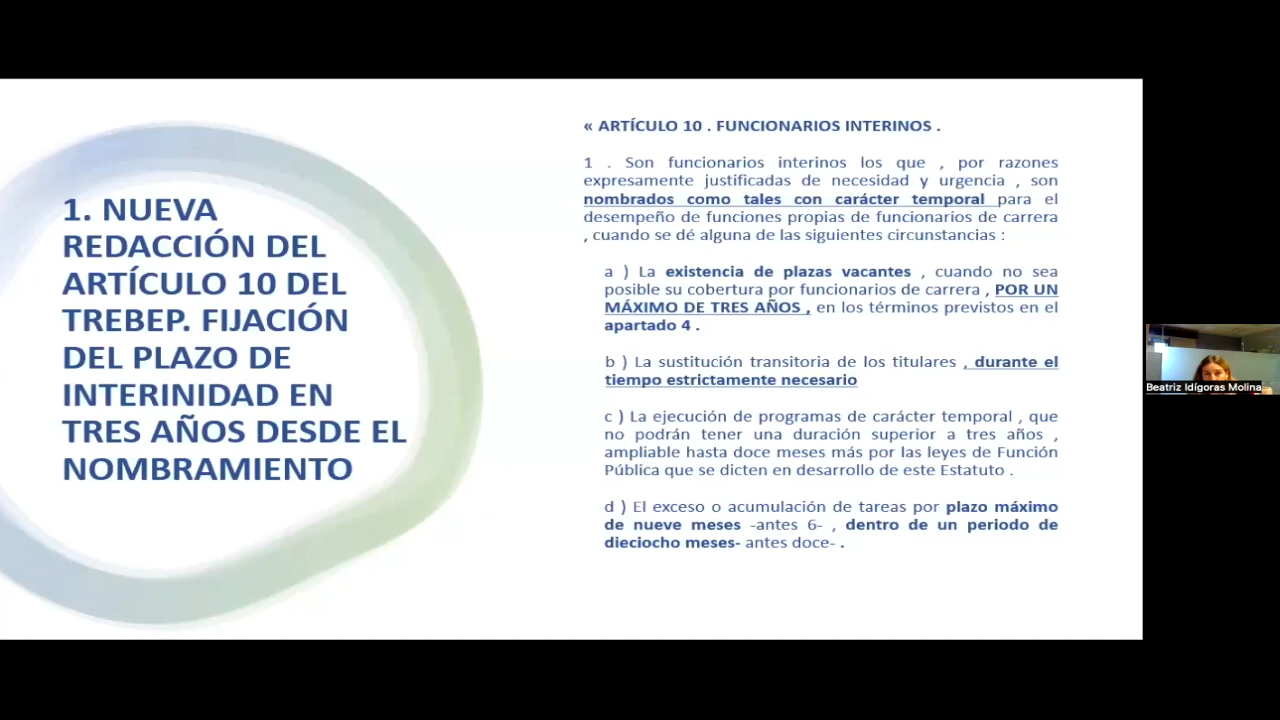 1. NUEVA
REDACCIÓN DEL
ARTÍCULO 10 DEL
TREBEP. FIJACIÓN
DEL PLAZO DE
INTERINIDAD EN
TRES AÑOS DESDE EL
NOMBRAMIENTO
« ARTÍCULO 10 . FUNCIONARIOS INTERINOS .
1 . Son funcionarios interinos los que , por razones
expresamente justificadas de necesidad y urgencia , son
nombrados como tales con carácter temporal para el
desempeño de funciones propias de funcionarios de carrera
, cuando se dé alguna de las siguientes circunstancias :
a ) La existencia de plazas vacantes , cuando no sea
posible su cobertura por funcionarios de carrera , POR UN
MÁXIMO DE TRES AÑOS , en los términos previstos en el
apartado 4 .
b ) La sustitución transitoria de los titulares , durante el
tiempo estrictamente necesario
c ) La ejecución de programas de carácter temporal , que
no podrán tener una duración superior a tres años ,
ampliable hasta doce meses más por las leyes de Función
Pública que se dicten en desarrollo de este Estatuto .
d ) El exceso o acumulación de tareas por plazo máximo
de nueve meses -antes 6- , dentro de un periodo de
dieciocho meses- antes doce- .
Beatriz Idígoras Molina